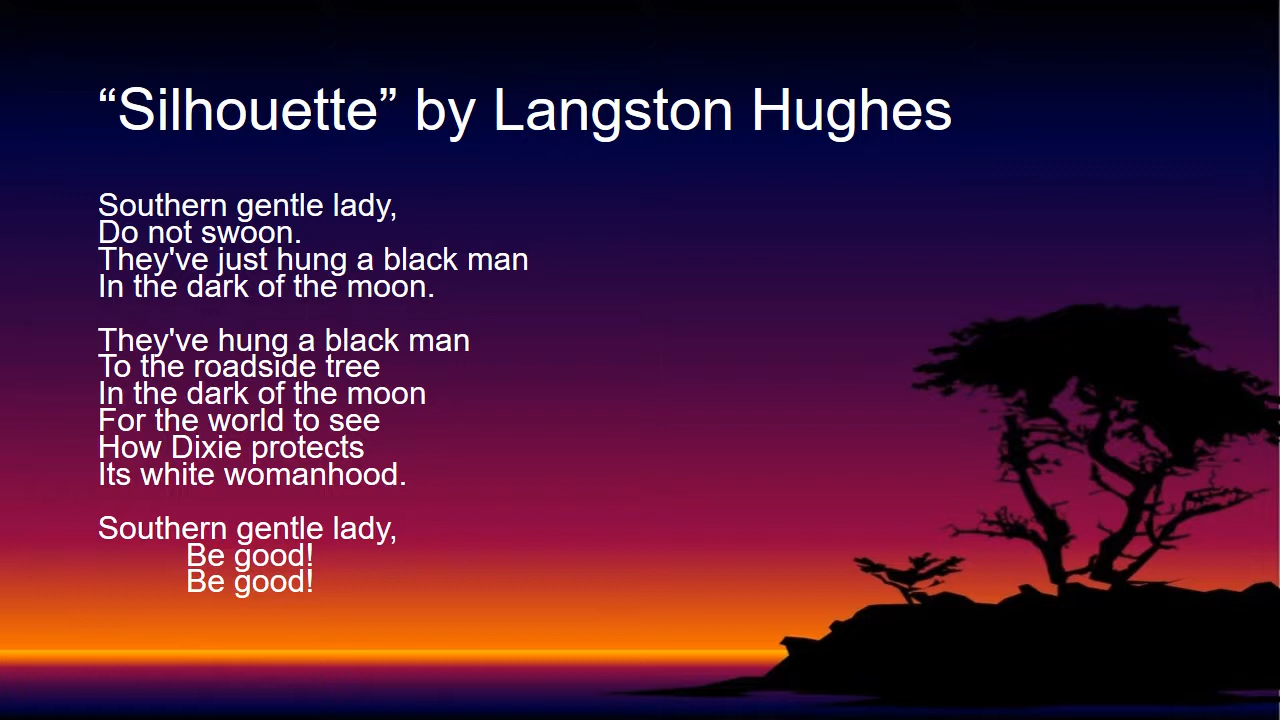 “Silhouette” by Langston Hughes
Southern gentle lady,
Do not swoon.
They've just hung a black man
In the dark of the moon.
They've hung a black man
To the roadside tree
In the dark of the moon
For the world to see
How Dixie protects
Its white womanhood.
Southern gentle lady,
Be good!
Be good!